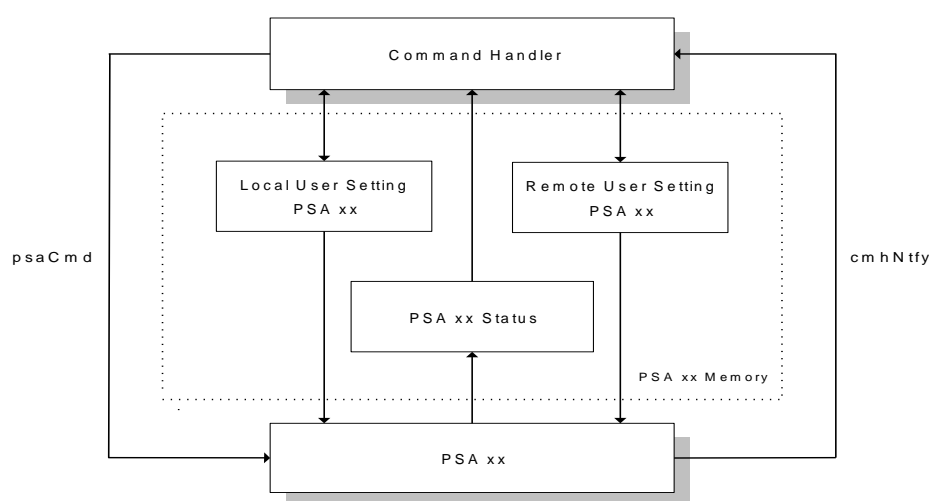 Command Handler
Local User Setting
PSA xx
Remote User Setting
PSA xx
psaCmd
cmhNtfy
PSA xx Status
PSA xx Memory
PSA xx